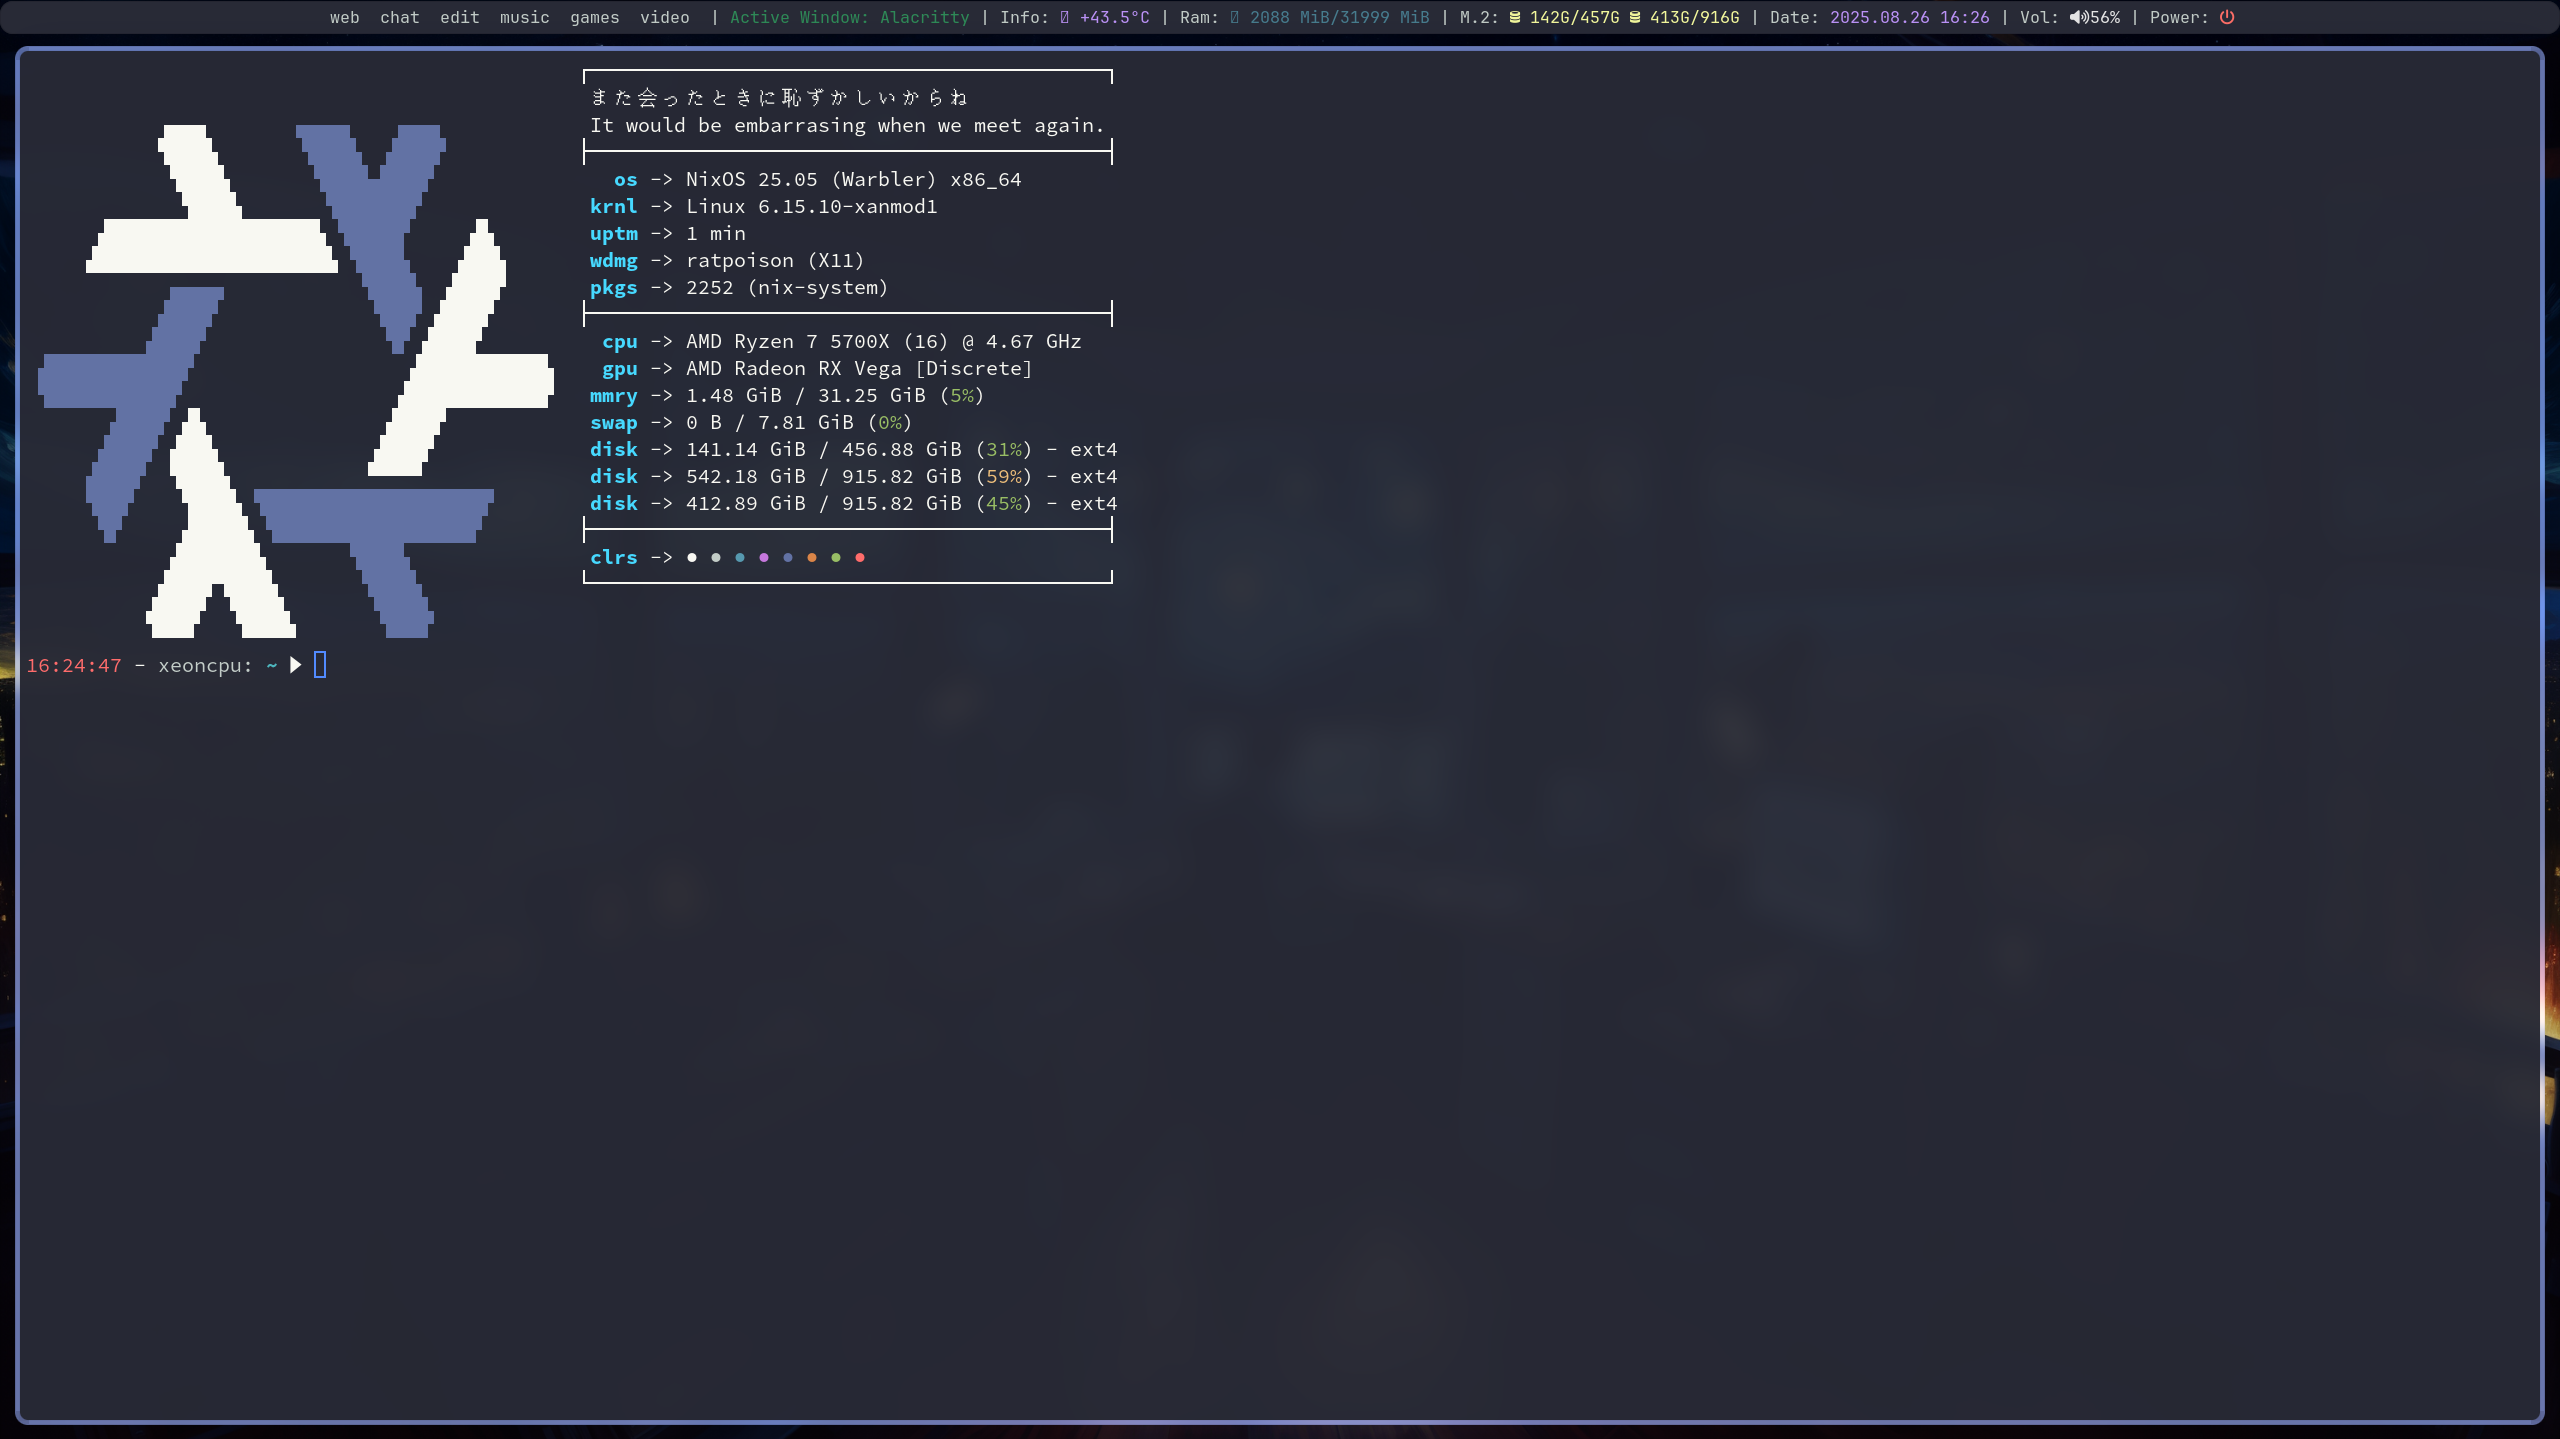 web chat edit music games video | Active Window: Alacritty | Info: +43.5°C | Ram: 2088 MiB/31999 MiB | M.2: 142G/457G 413G/916G | Date: 2025.08.26 16:26 | Vol: 56% | Power:
また会ったときに恥ずかしいからね
It would be embarrasing when we meet again.
os -> NixOS 25.05 (Warbler) x86_64
krnl -> Linux 6.15.10-xanmod1
uptm -> 1 min
wdmg -> ratpoison (X11)
pkgs -> 2252 (nix-system)
cpu -> AMD Ryzen 7 5700X (16) @ 4.67 GHz
gpu -> AMD Radeon RX Vega [Discrete]
mmry -> 1.48 GiB / 31.25 GiB (5%)
swap -> 0 B / 7.81 GiB (0%)
disk -> 141.14 GiB / 456.88 GiB (31%) - ext4
disk -> 542.18 GiB / 915.82 GiB (59%) - ext4
disk -> 412.89 GiB / 915.82 GiB (45%) - ext4
clrs -> ● ● ● ● ● ● ● ●
16:24:47 - xeoncpu: ~